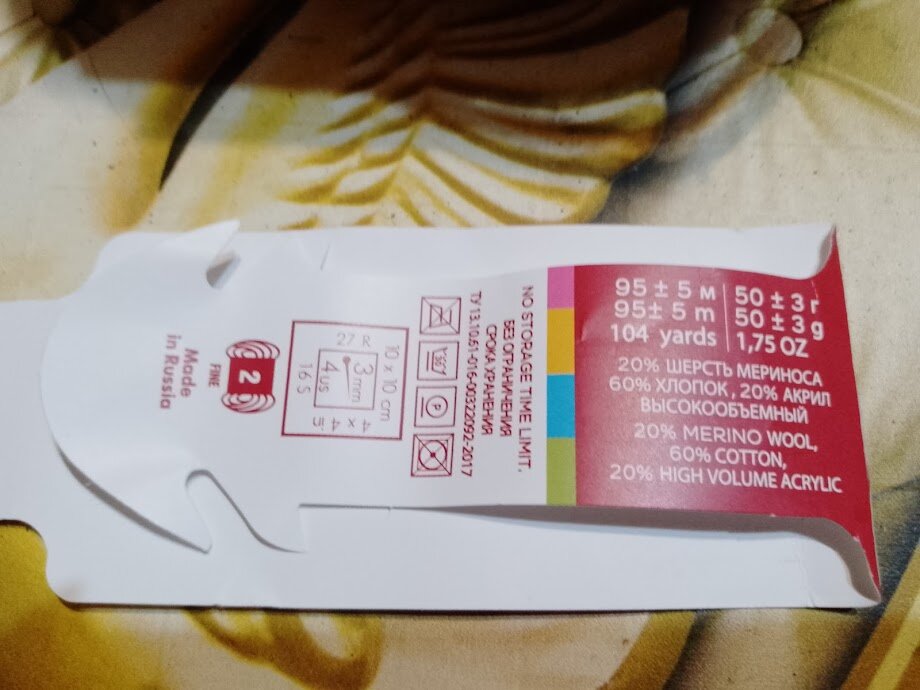 95 ± 5 м
95± 5 m
104 yards
50 ± 3 г
50 ± 3 g
1,75 OZ
20% ШЕРСТЬ МЕРИНОСА
60% ХЛОПОК, 20% АКРИЛ
ВЫСОКООБЪЕМНЫЙ
20% MERINO WOOL,
60% COTTON,
20% HIGH VOLUME ACRYLIC
NO STORAGE TIME LIMIT.
БЕЗ ОГРАНИЧЕНИЯ
СРОКА ХРАНЕНИЯ
ТУ 13.10.61-016-00322092-2017
30°
P
10 x 10 cm
27 R
3 mm
4 US
16 S
4 x 4 in
2
FINE
Made
in Russia